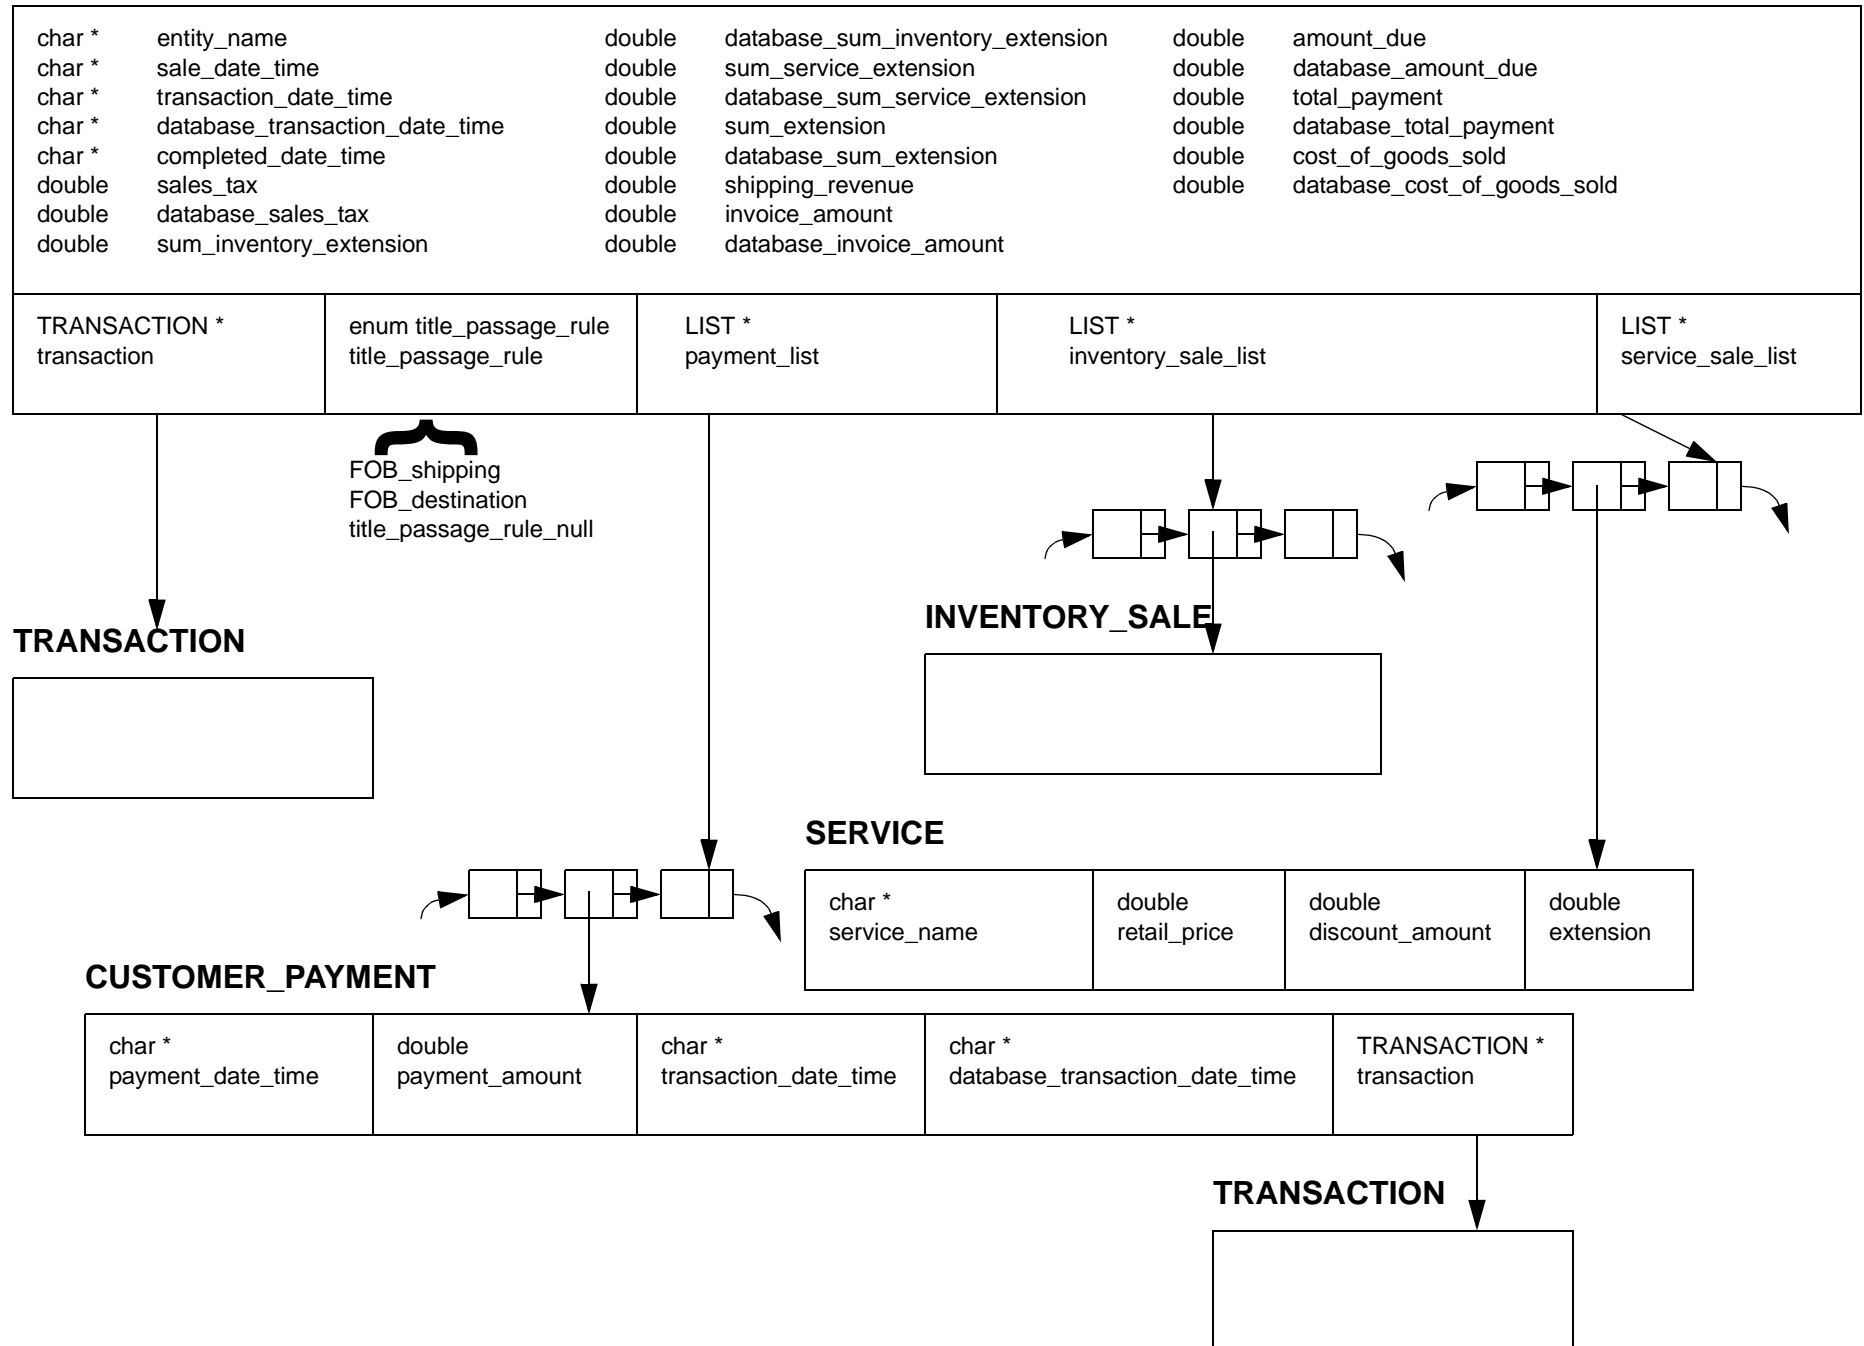 char * entity_name
char * sale_date_time
char * transaction_date_time
char * database_transaction_date_time
char * completed_date_time
double sales_tax
double database_sales_tax
double sum_inventory_extension
double database_sum_inventory_extension
double sum_service_extension
double database_sum_service_extension
double sum_extension
double database_sum_extension
double shipping_revenue
double invoice_amount
double database_invoice_amount
double amount_due
double database_amount_due
double total_payment
double database_total_payment
double cost_of_goods_sold
double database_cost_of_goods_sold
TRANSACTION *
transaction
enum title_passage_rule
title_passage_rule
LIST *
payment_list
LIST *
inventory_sale_list
LIST *
service_sale_list
FOB_shipping
FOB_destination
title_passage_rule_null
TRANSACTION
INVENTORY_SALE
SERVICE
char *
service_name
double
retail_price
double
discount_amount
double
extension
CUSTOMER_PAYMENT
char *
payment_date_time
double
payment_amount
char *
transaction_date_time
char *
database_transaction_date_time
TRANSACTION *
transaction
TRANSACTION